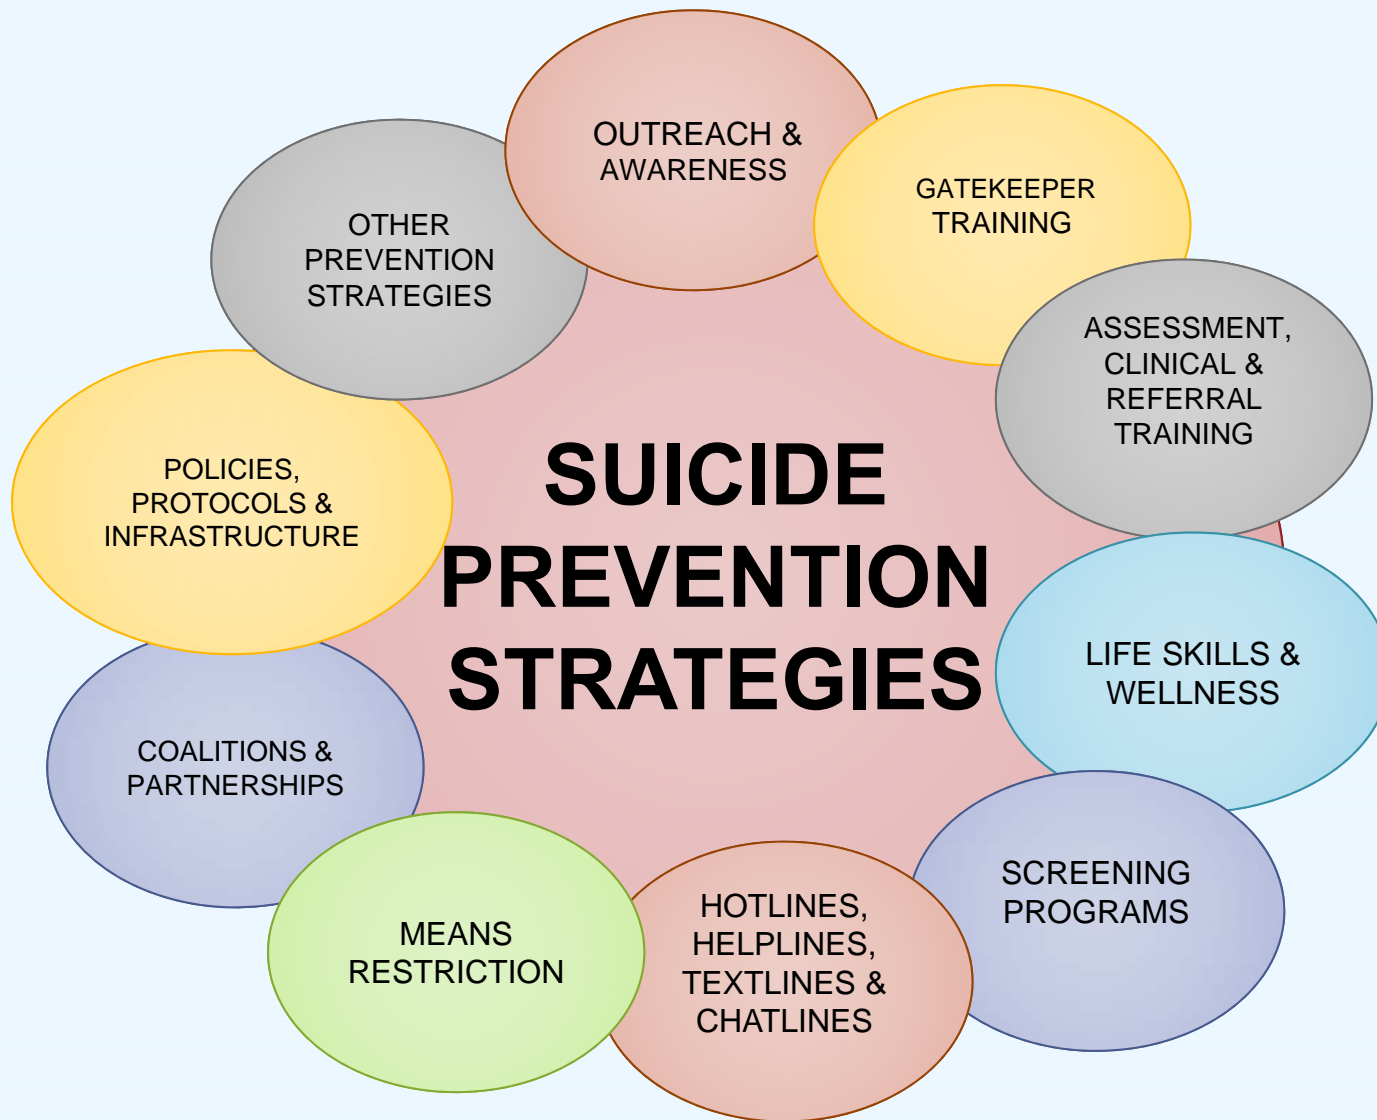 OUTREACH &
AWARENESS
GATEKEEPER
TRAINING
ASSESSMENT,
CLINICAL &
REFERRAL
TRAINING
LIFE SKILLS &
WELLNESS
SCREENING
PROGRAMS
HOTLINES,
HELPLINES,
TEXTLINES &
CHATLINES
MEANS
RESTRICTION
COALITIONS &
PARTNERSHIPS
POLICIES,
PROTOCOLS &
INFRASTRUCTURE
OTHER
PREVENTION
STRATEGIES
SUICIDE
PREVENTION
STRATEGIES